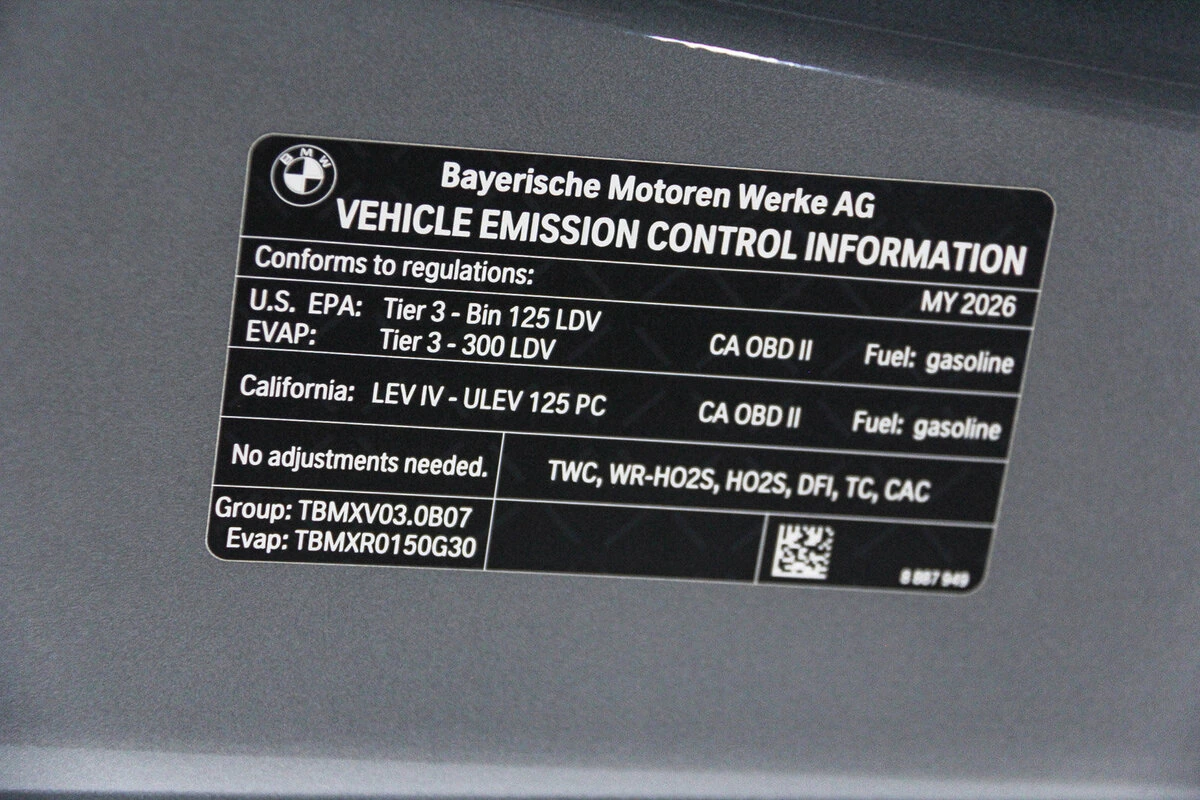 BMW
Bayerische Motoren Werke AG
VEHICLE EMISSION CONTROL INFORMATION
Conforms to regulations:
MY 2026
U.S. EPA: Tier 3 - Bin 125 LDV
EVAP: Tier 3 - 300 LDV
CA OBD II Fuel: gasoline
California: LEV IV - ULEV 125 PC CA OBD II Fuel: gasoline
No adjustments needed.
TWC, WR-HO2S, HO2S, DFI, TC, CAC
Group: TBMXV03.0B07
Evap: TBMXR0150G30
8 887 949